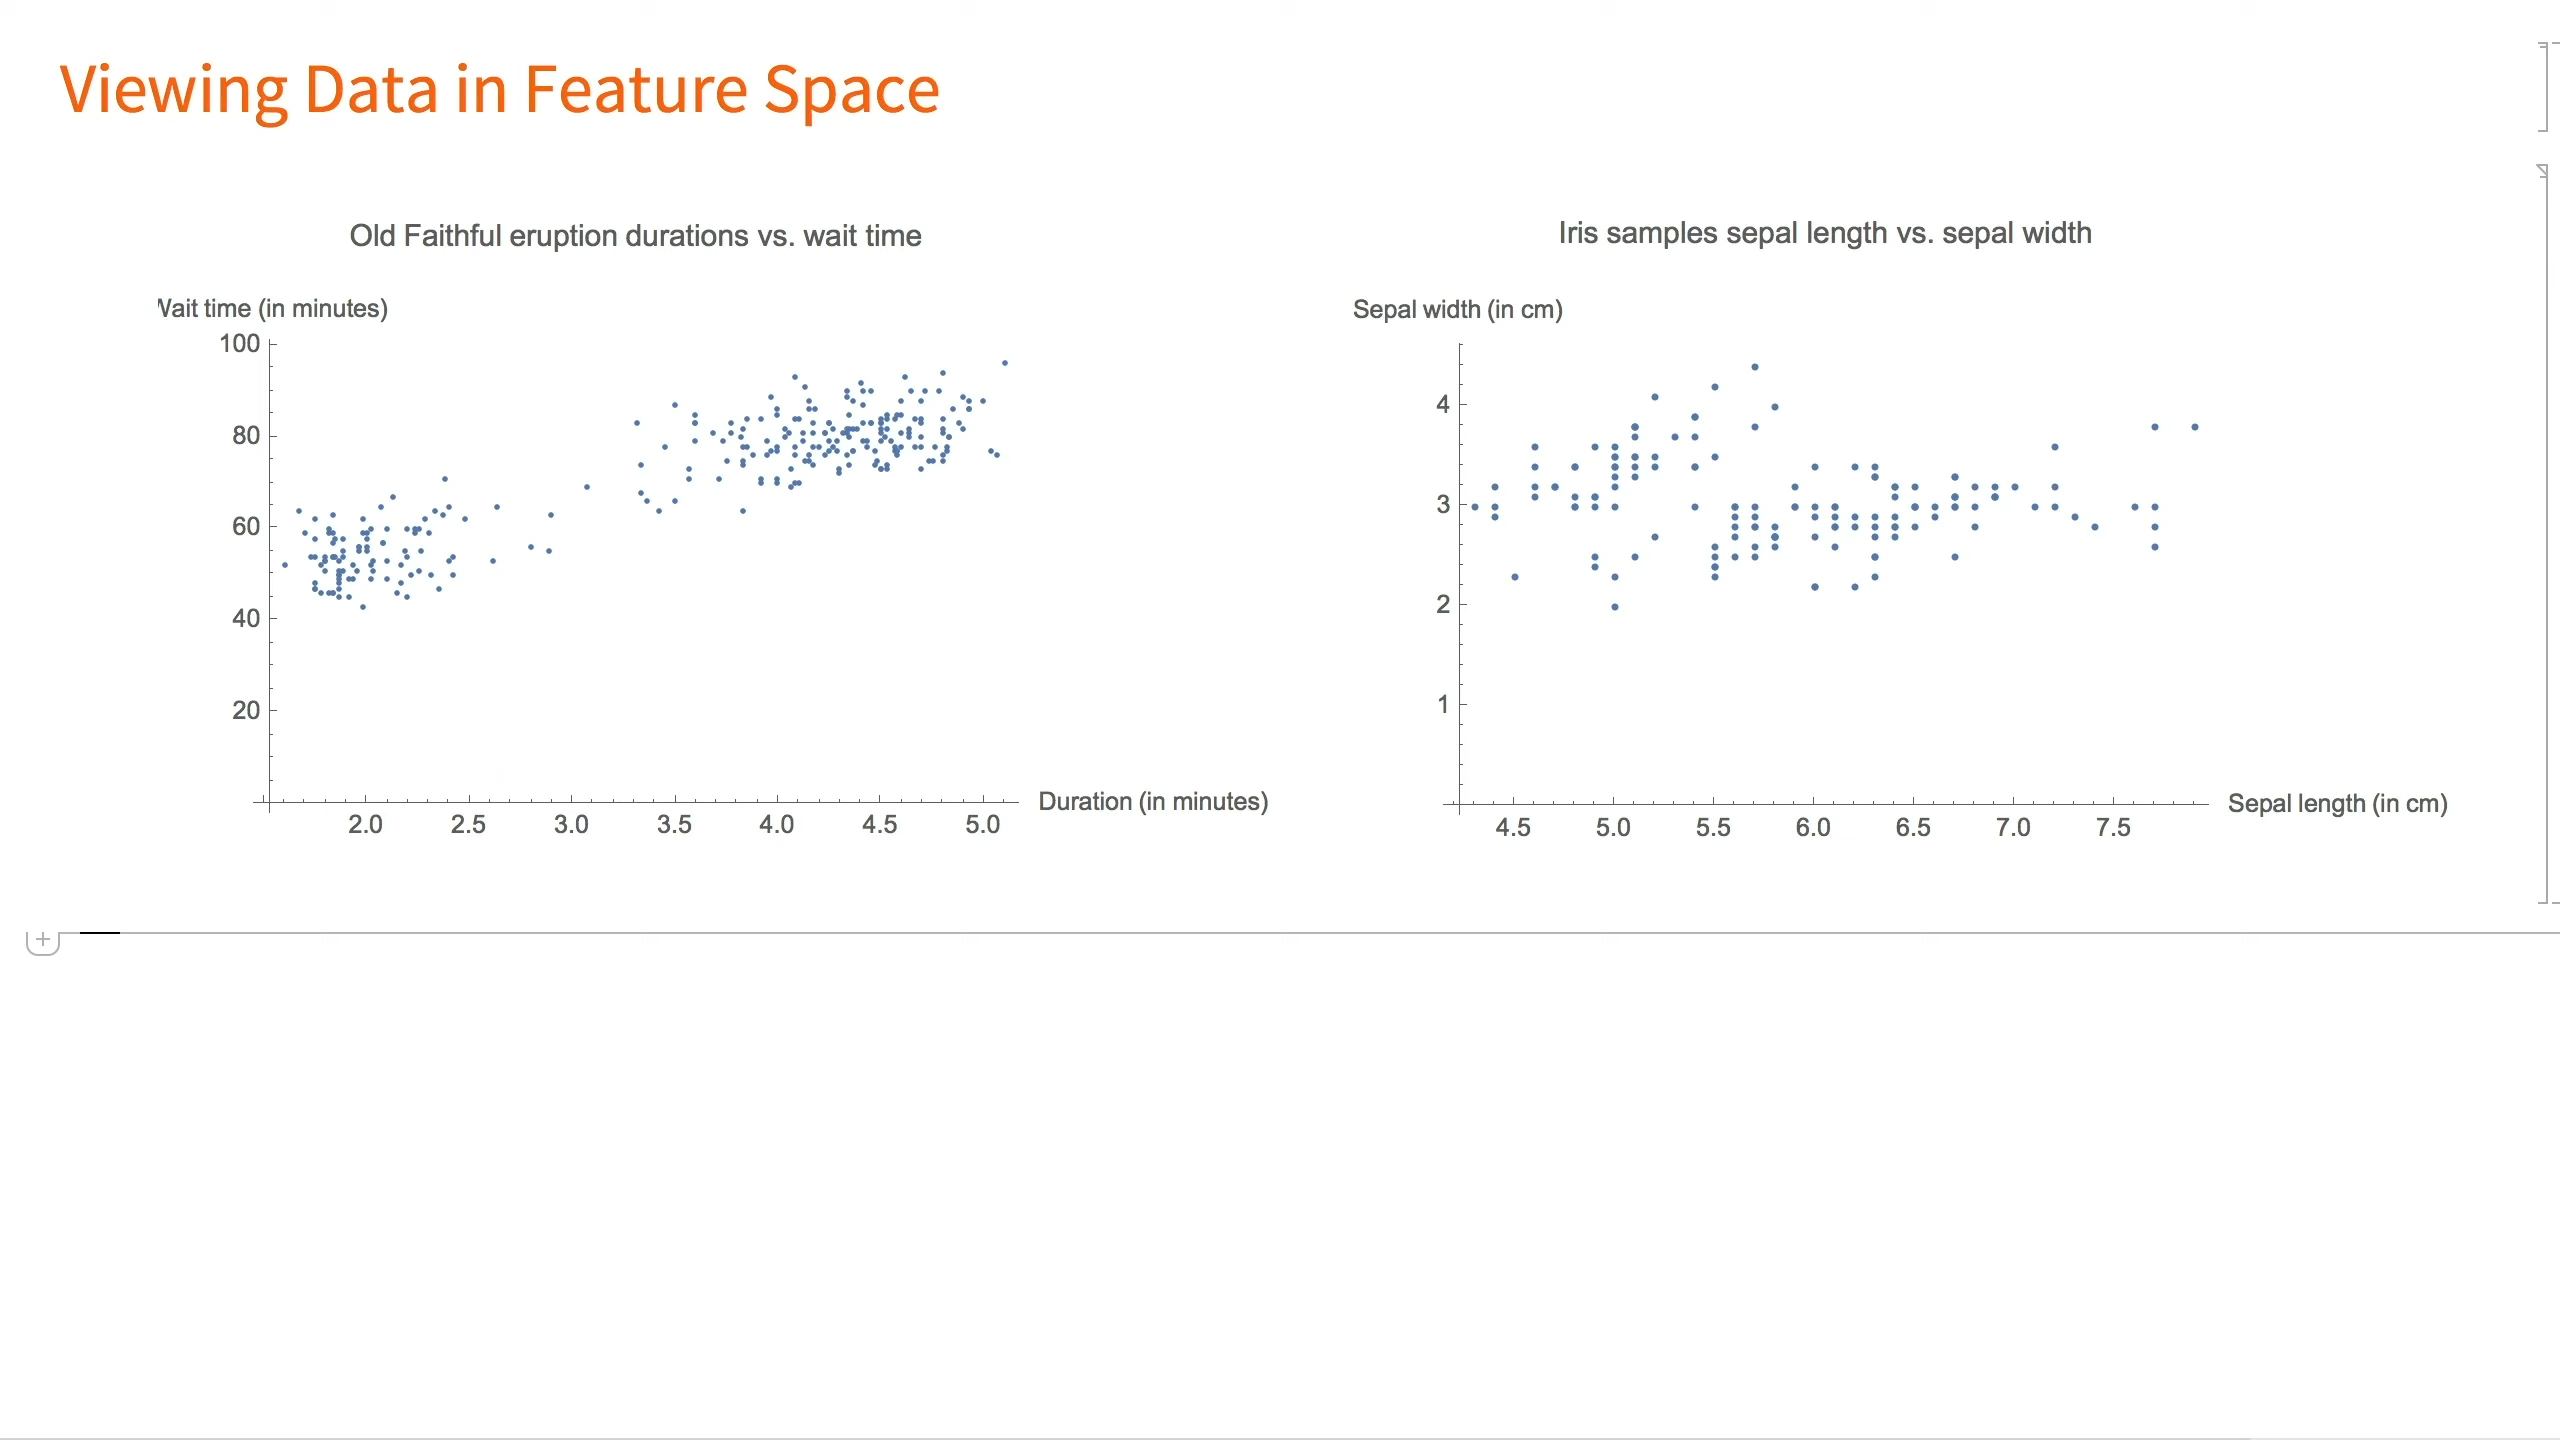 Viewing Data in Feature Space
Old Faithful eruption durations vs. wait time
Wait time (in minutes)
100
80
60
40
20
2.0 2.5 3.0 3.5 4.0 4.5 5.0
Duration (in minutes)
Iris samples sepal length vs. sepal width
Sepal width (in cm)
4
3
2
1
4.5 5.0 5.5 6.0 6.5 7.0 7.5
Sepal length (in cm)